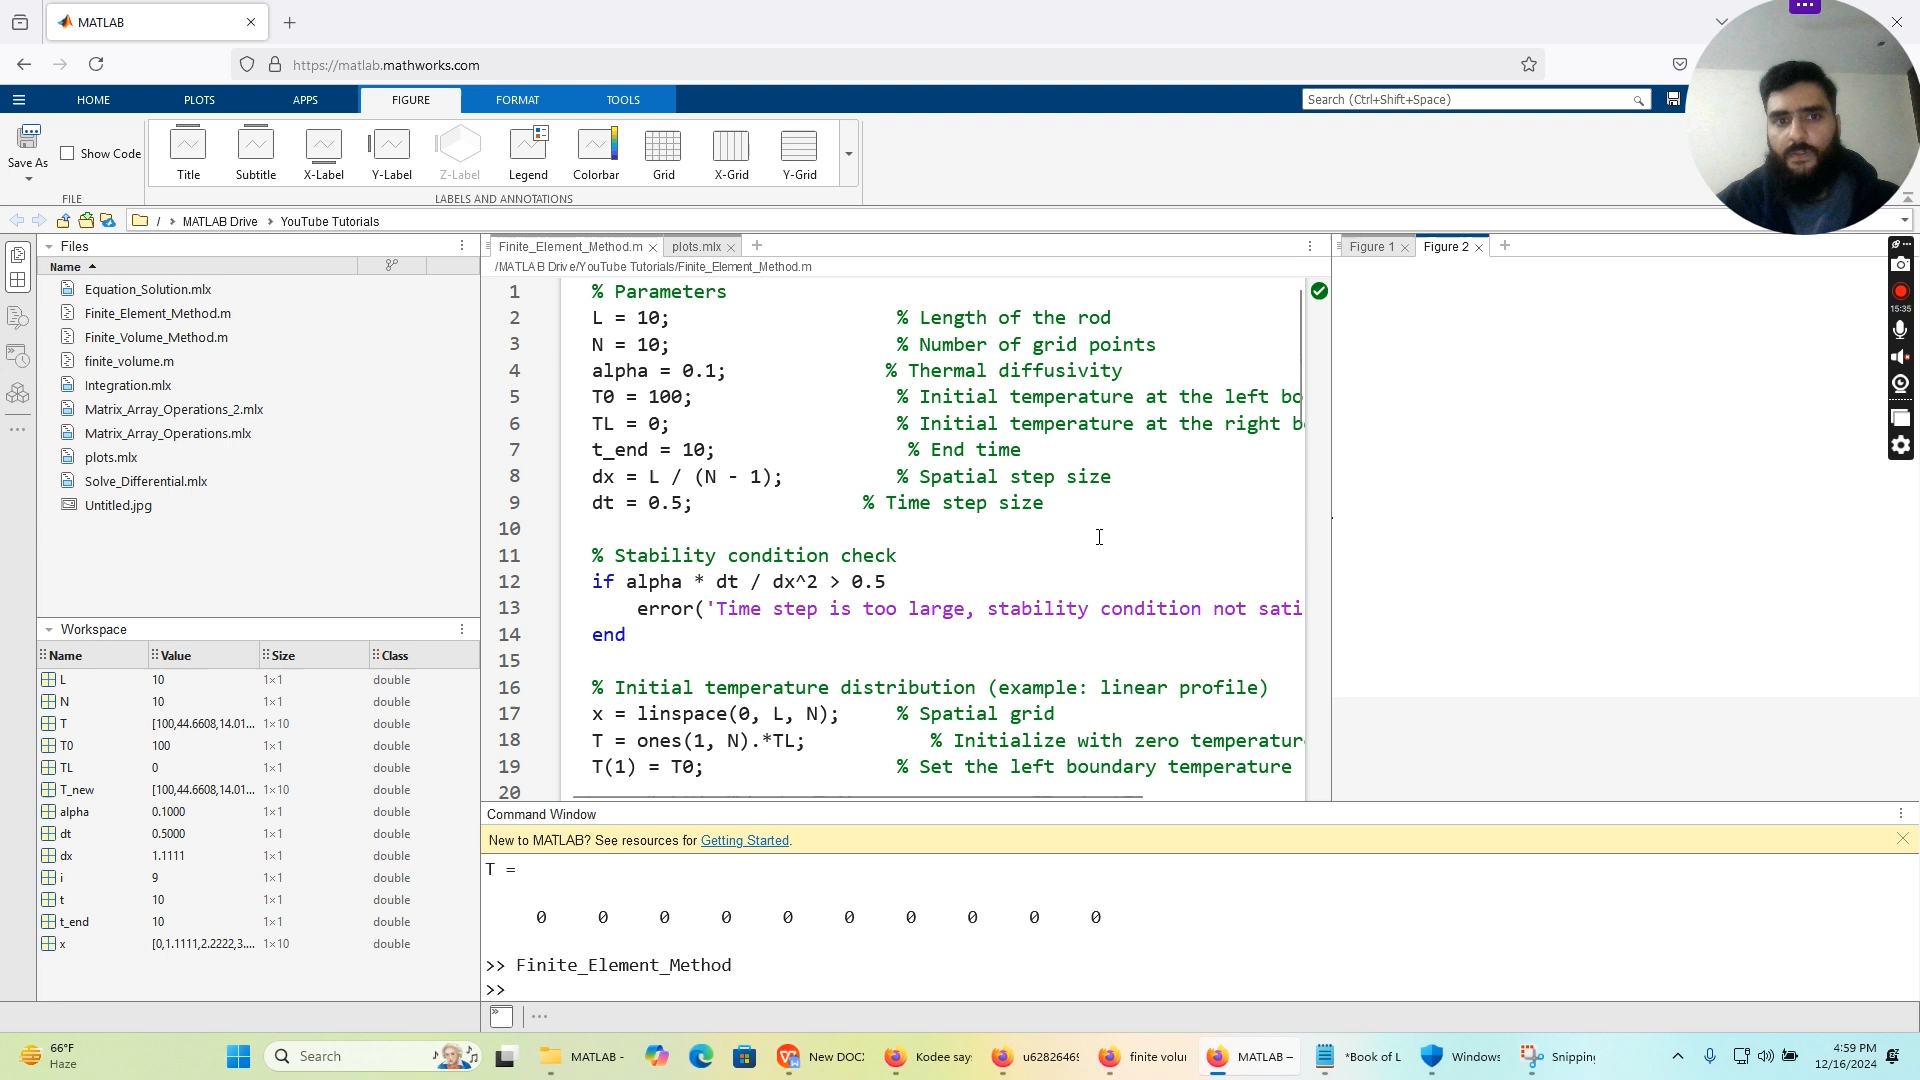 MATLAB
https://matlab.mathworks.com
HOME PLOTS APPS FIGURE FORMAT TOOLS
Search (Ctrl+Shift+Space)
Save As
Show Code
Title Subtitle X-Label Y-Label Z-Label Legend Colorbar Grid X-Grid Y-Grid
FILE LABELS AND ANNOTATIONS
/ MATLAB Drive YouTube Tutorials
Files
Name
Equation_Solution.mlx
Finite_Element_Method.m
Finite_Volume_Method.m
finite_volume.m
Integration.mlx
Matrix_Array_Operations_2.mlx
Matrix_Array_Operations.mlx
plots.mlx
Solve_Differential.mlx
Untitled.jpg
Workspace
Name Value Size Class
L 10 1×1 double
N 10 1×1 double
T [100,44.6608,14.01... 1×10 double
T0 100 1×1 double
TL 0 1×1 double
T_new [100,44.6608,14.01... 1×10 double
alpha 0.1000 1×1 double
dt 0.5000 1×1 double
dx 1.1111 1×1 double
i 9 1×1 double
t 10 1×1 double
t_end 10 1×1 double
x [0,1.1111,2.2222,3.... 1×10 double
Finite_Element_Method.m plots.mlx
/MATLAB Drive/YouTube Tutorials/Finite_Element_Method.m
1 % Parameters
2 L = 10; % Length of the rod
3 N = 10; % Number of grid points
4 alpha = 0.1; % Thermal diffusivity
5 T0 = 100; % Initial temperature at the left bo
6 TL = 0; % Initial temperature at the right b
7 t_end = 10; % End time
8 dx = L / (N - 1); % Spatial step size
9 dt = 0.5; % Time step size
10
11 % Stability condition check
12 if alpha * dt / dx^2 > 0.5
13 error('Time step is too large, stability condition not sati
14 end
15
16 % Initial temperature distribution (example: linear profile)
17 x = linspace(0, L, N); % Spatial grid
18 T = ones(1, N).*TL; % Initialize with zero temperatur
19 T(1) = T0; % Set the left boundary temperature
20
Figure 1 Figure 2
15:35
Command Window
New to MATLAB? See resources for Getting Started.
T =
0 0 0 0 0 0 0 0 0 0
>> Finite_Element_Method
>>
66°F
Haze
Search
MATLAB -
New DOC
Kodee say
u62826469
finite volu
MATLAB –
*Book of L
Windows
Snipping
4:59 PM
12/16/2024